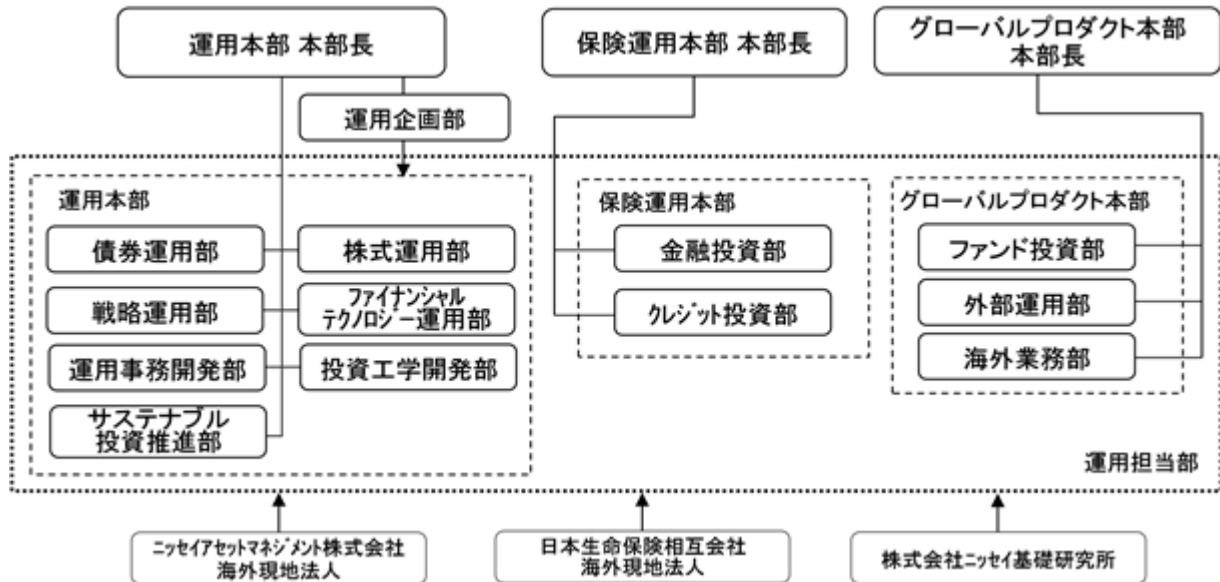 運用本部 本部長
保険運用本部 本部長
グローバルプロダクト本部
本部長
運用企画部
運用本部
債券運用部
株式運用部
戦略運用部
ファイナンシャル
テクノロジー運用部
運用事務開発部
投資工学開発部
サステナブル
投資推進部
保険運用本部
金融投資部
クレジット投資部
グローバルプロダクト本部
ファンド投資部
外部運用部
海外業務部
運用担当部
ニッセイアセットマネジメント株式会社
海外現地法人
日本生命保険相互会社
海外現地法人
株式会社ニッセイ基礎研究所